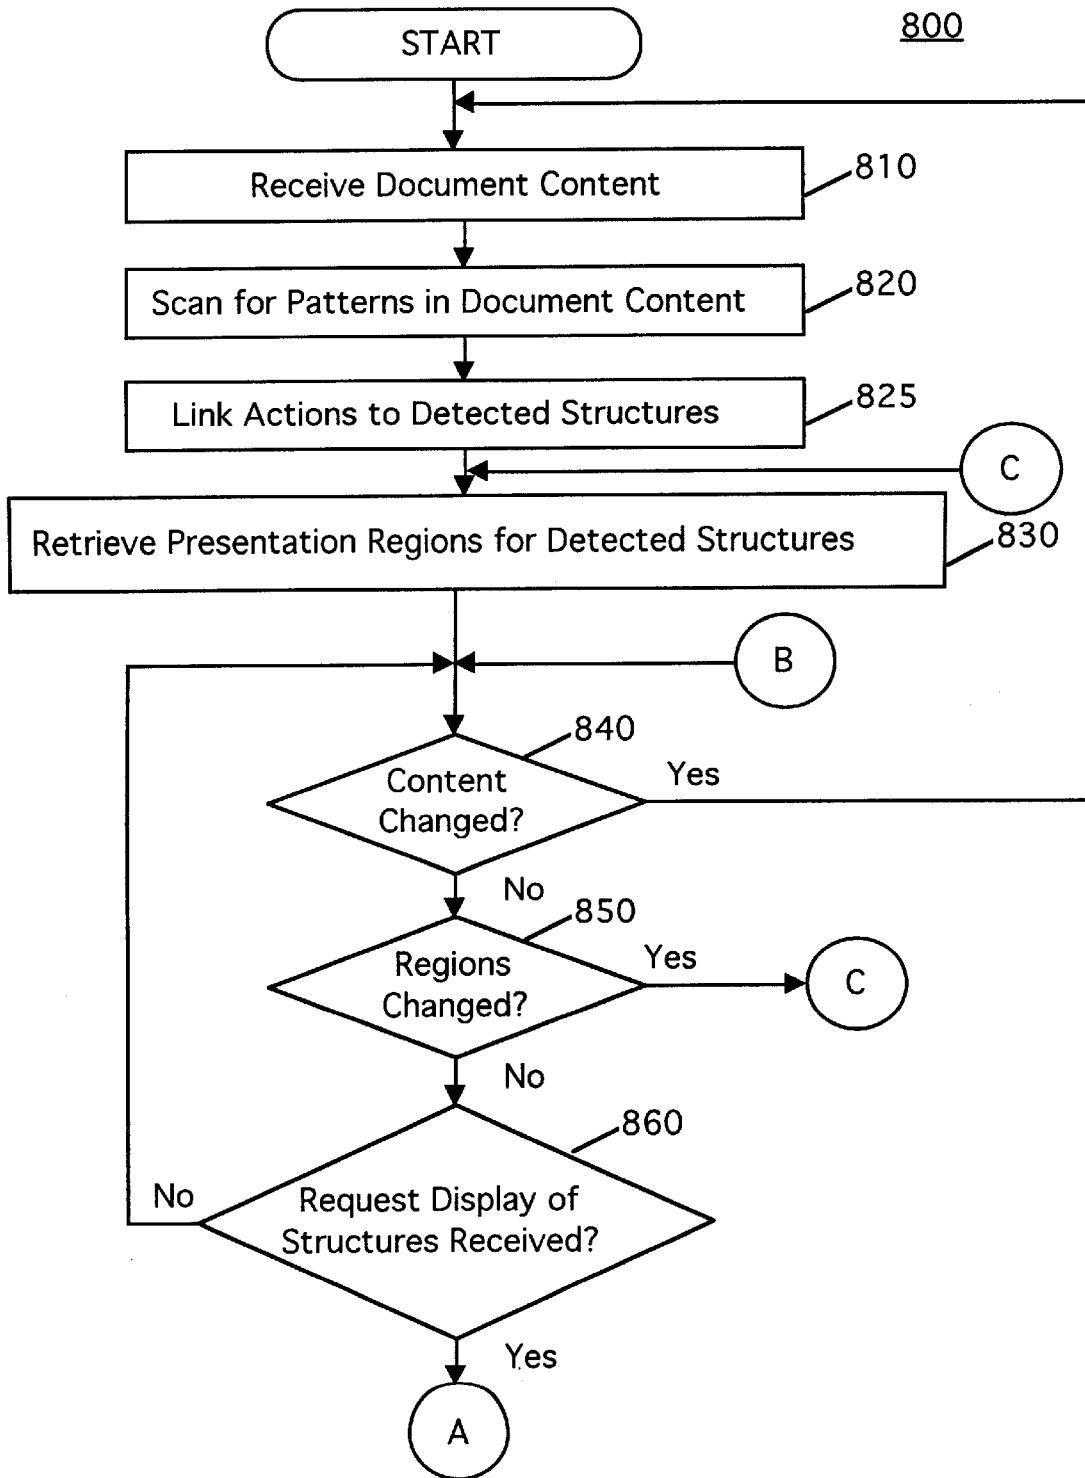 START
800
Receive Document Content
810
Scan for Patterns in Document Content
820
Link Actions to Detected Structures
825
C
Retrieve Presentation Regions for Detected Structures
830
B
840
Content
Changed?
Yes
No
850
Regions
Changed?
Yes
C
No
860
Request Display of
Structures Received?
No
Yes
A